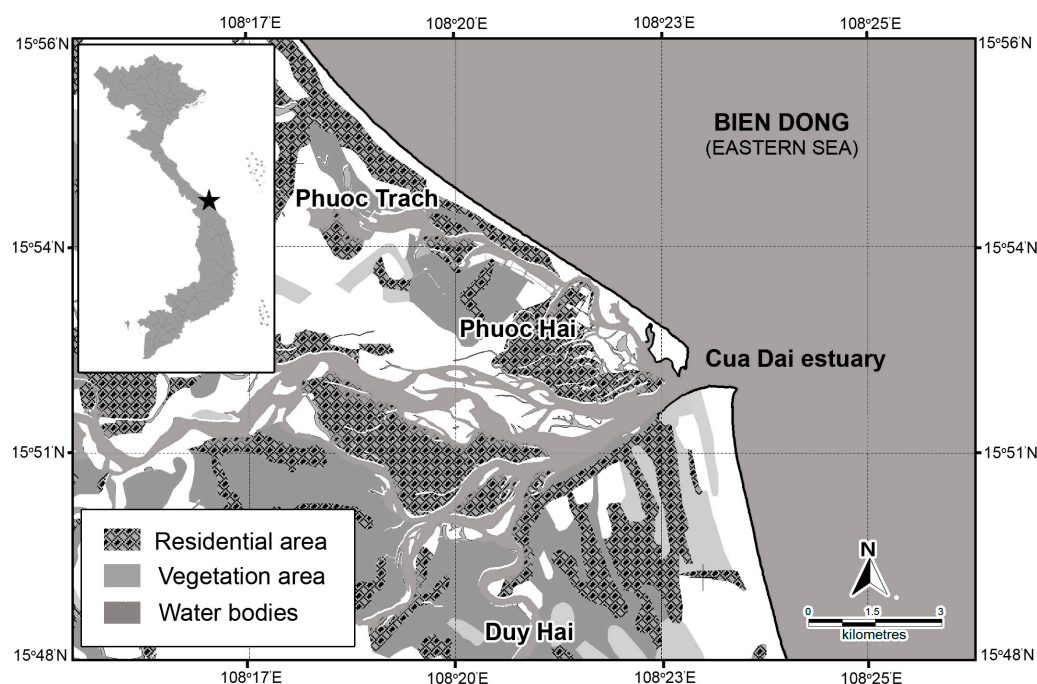 108°17'E 108°20'E 108°23'E 108°25'E
15°56'N 15°56'N
BIEN DONG
(EASTERN SEA)
Phuoc Trach
15°54'N 15°54'N
Phuoc Hai
Cua Dai estuary
15°51'N 15°51'N
Residential area
Vegetation area
Water bodies
N
0 1.5 3
kilometres
Duy Hai
15°48'N 15°48'N
108°17'E 108°20'E 108°23'E 108°25'E